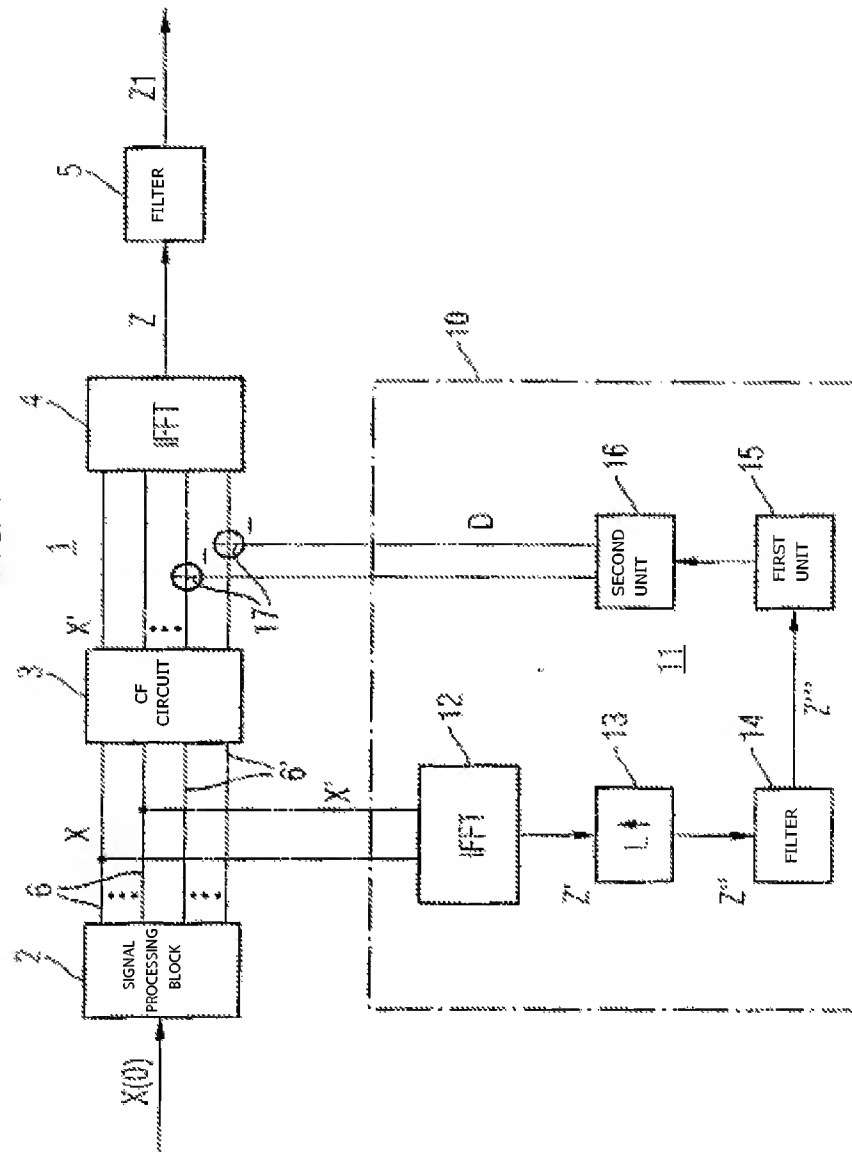 X(0)
2
SIGNAL
PROCESSING
BLOCK
6
X
6'
3
CF
CIRCUIT
X'
1
17
4
IFFT
Z
5
FILTER
Z1
10
X"
12
IFFT
Z'
13
L
Z"
14
FILTER
Z'''
11
15
FIRST
UNIT
16
SECOND
UNIT
D